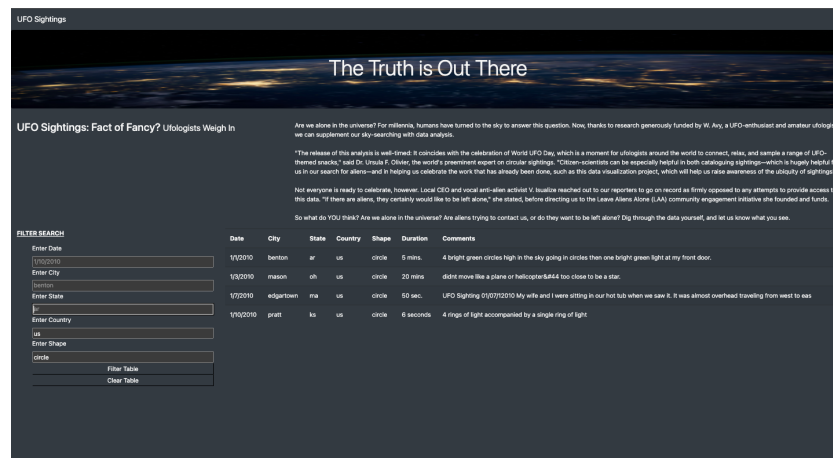 UFO Sightings
The Truth is Out There
UFO Sightings: Fact of Fancy? Ufologists Weigh In
Are we alone in the universe? For millennia, humans have turned to the sky to answer this question. Now, thanks to research generously funded by W. Avy, a UFO-enthusiast and amateur ufologis
we can supplement our sky-searching with data analysis.
"The release of this analysis is well-timed: It coincides with the celebration of World UFO Day, which is a moment for ufologists around the world to connect, relax, and sample a range of UFO-
themed snacks," said Dr. Ursula F. Olivier, the world's preeminent expert on circular sightings. "Citizen-scientists can be especially helpful in both cataloguing sightings—which is hugely helpful f
us in our search for aliens—and in helping us celebrate the work that has already been done, such as this data visualization project, which will help us raise awareness of the ubiquity of sightings
Not everyone is ready to celebrate, however. Local CEO and vocal anti-alien activist V. Isualize reached out to our reporters to go on record as firmly opposed to any attempts to provide access t
this data. "If there are aliens, they certainly would like to be left alone," she stated, before directing us to the Leave Aliens Alone (LAA) community engagement initiative she founded and funds.
So what do YOU think? Are we alone in the universe? Are aliens trying to contact us, or do they want to be left alone? Dig through the data yourself, and let us know what you see.
FILTER SEARCH
Enter Date
1/10/2010
Enter City
benton
Enter State
ar
Enter Country
us
Enter Shape
circle
Filter Table
Clear Table
Date City State Country Shape Duration Comments
1/1/2010 benton ar us circle 5 mins. 4 bright green circles high in the sky going in circles then one bright green light at my front door.
1/3/2010 mason oh us circle 20 mins didnt move like a plane or helicopter&#44 too close to be a star.
1/7/2010 edgartown ma us circle 50 sec. UFO Sighting 01/07/12010 My wife and I were sitting in our hot tub when we saw it. It was almost overhead traveling from west to eas
1/10/2010 pratt ks us circle 6 seconds 4 rings of light accompanied by a single ring of light